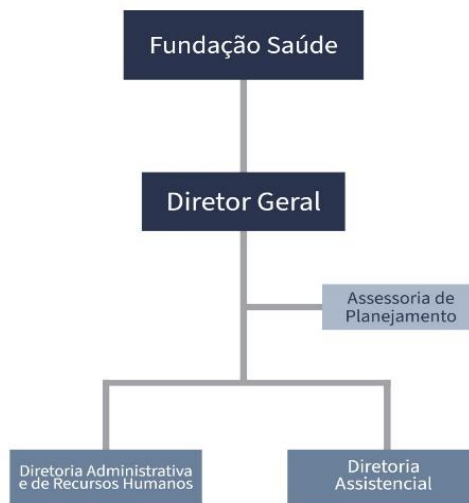 Fundação Saúde
Diretor Geral
Assessoria de
Planejamento
Diretoria Administrativa
e de Recursos Humanos
Diretoria
Assistencial